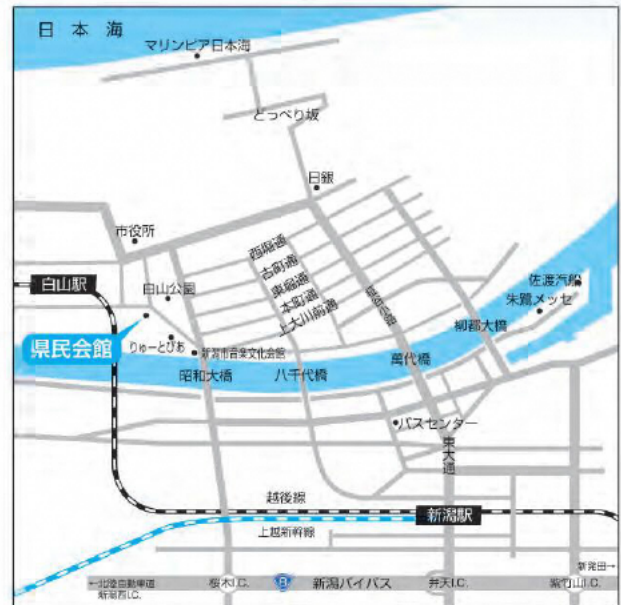 日本海
マリンピア日本海
どっぺり坂
日銀
市役所
西堀通
古町通
東堀通
本町通
上大川前通
佐渡汽船
朱鷺メッセ
白山駅
白山公園
柾谷小路
柳都大橋
県民会館
りゅーとぴあ
新潟市音楽文化会館
萬代橋
昭和大橋
八千代橋
バスセンター
東大通
越後線
新潟駅
上越新幹線
新発田→
←北陸自動車道
新潟西I.C.
桜木I.C.
8
新潟バイパス
弁天I.C.
紫竹山I.C.